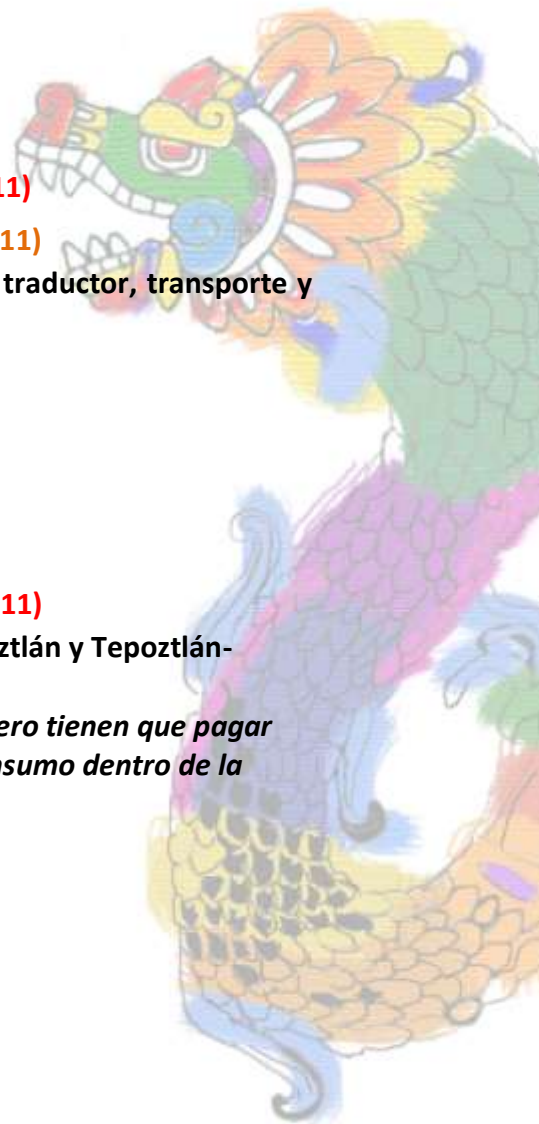 11)
11)
traductor, transporte y
11)
ztlán y Tepoztlán-
ero tienen que pagar
nsumo dentro de la